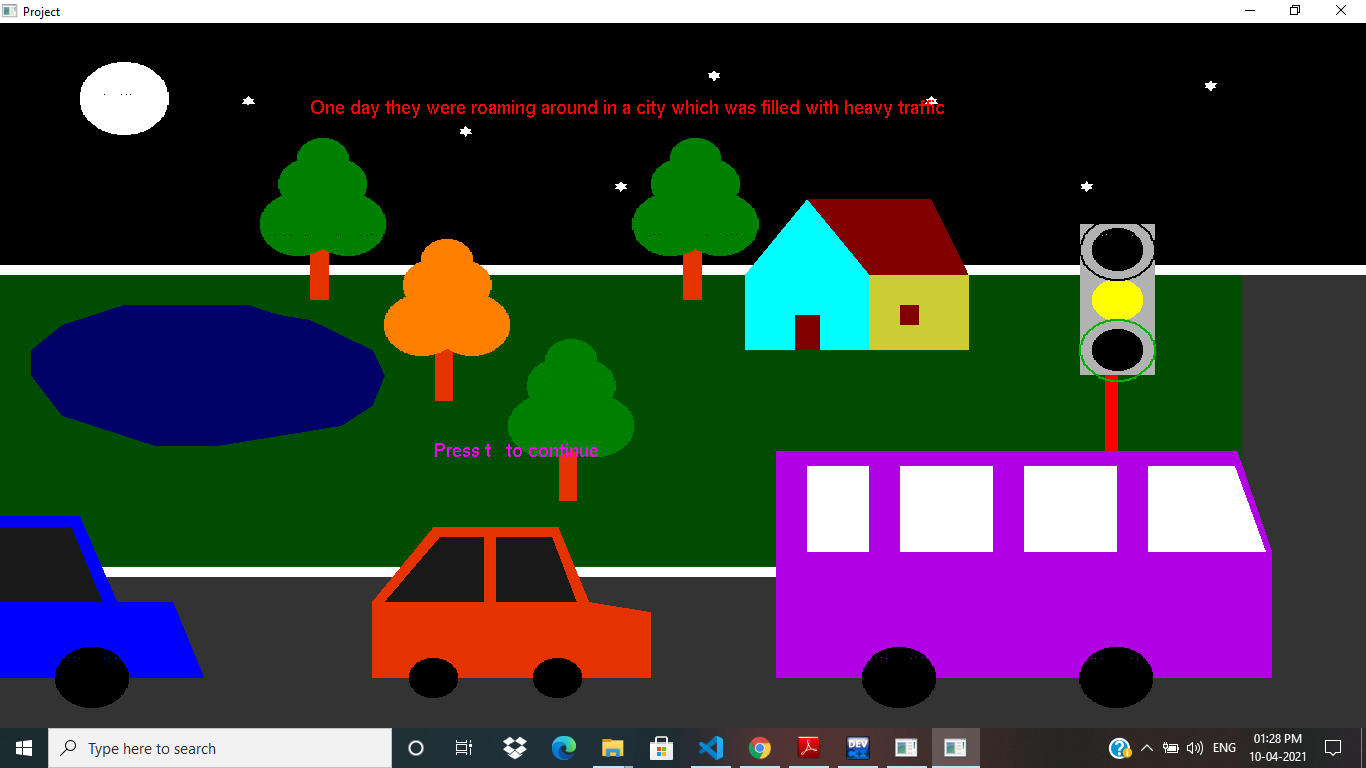 Project
One day they were roaming around in a city which was filled with heavy traffic
Press t to continue
Type here to search
DEV
ENG
01:28 PM
10-04-2021